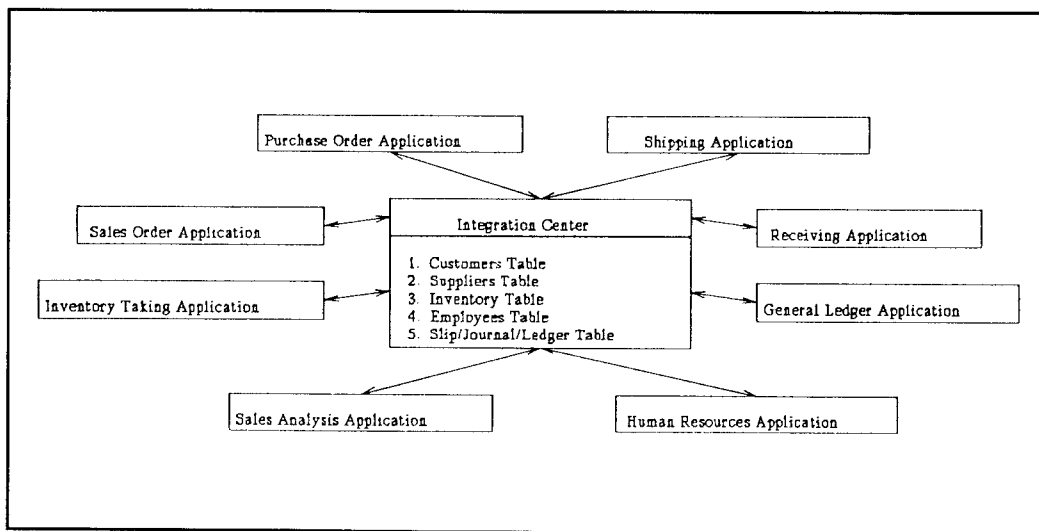 Purchase Order Application
Shipping Application
Sales Order Application
Integration Center
Receiving Application
1. Customers Table
2. Suppliers Table
3. Inventory Table
4. Employees Table
5. Slip/Journal/Ledger Table
Inventory Taking Application
General Ledger Application
Sales Analysis Application
Human Resources Application